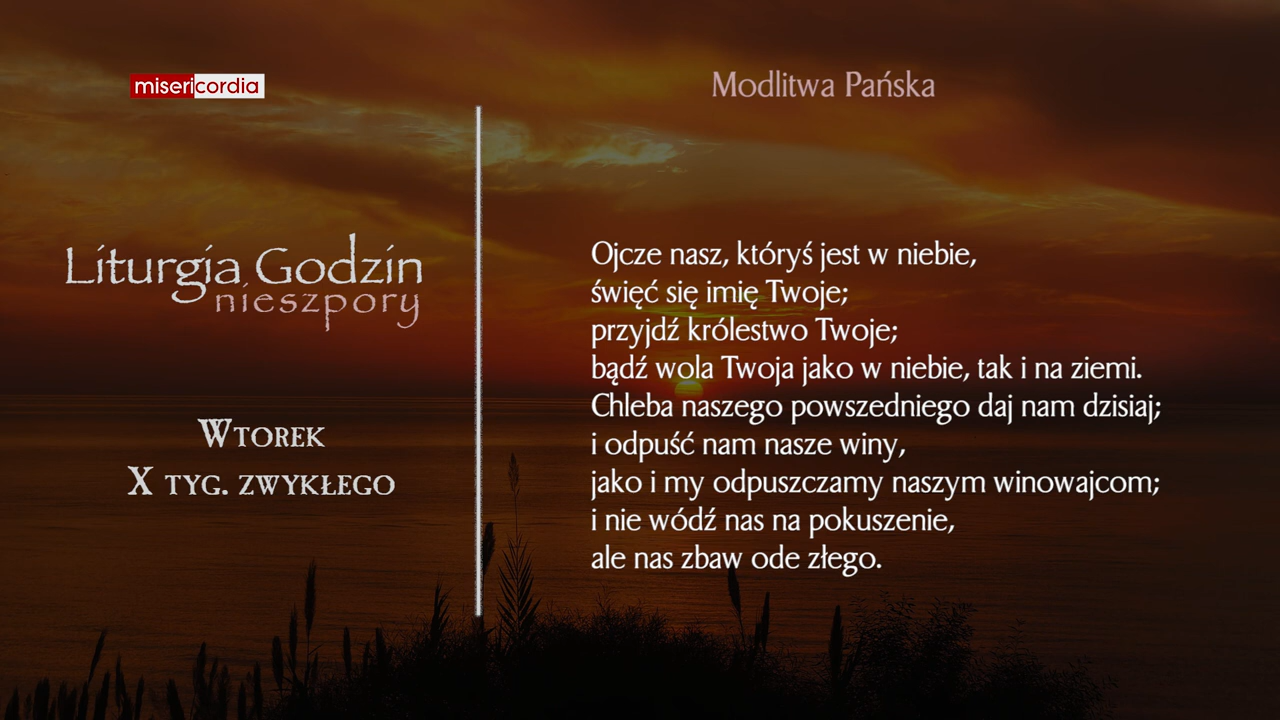 misericordia
Liturgia Godzin
nieszpory
Wtorek
X tyg. zwykłego
Modlitwa Pańska
Ojcze nasz, któryś jest w niebie,
święć się imię Twoje;
przyjdź królestwo Twoje;
bądź wola Twoja jako w niebie, tak i na ziemi.
Chleba naszego powszedniego daj nam dzisiaj;
i odpuść nam nasze winy,
jako i my odpuszczamy naszym winowajcom;
i nie wódź nas na pokuszenie,
ale nas zbaw ode złego.